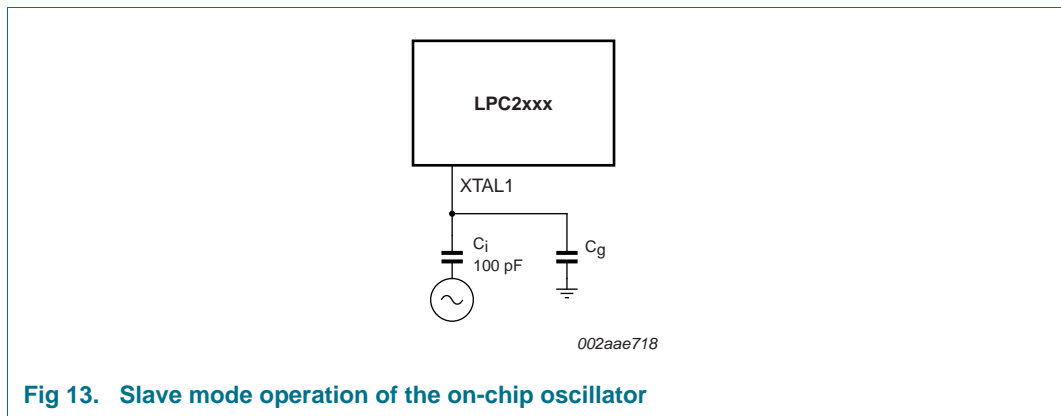 LPC2xxx
XTAL1
Ci
100 pF
Cg
002aae718
Fig 13. Slave mode operation of the on-chip oscillator